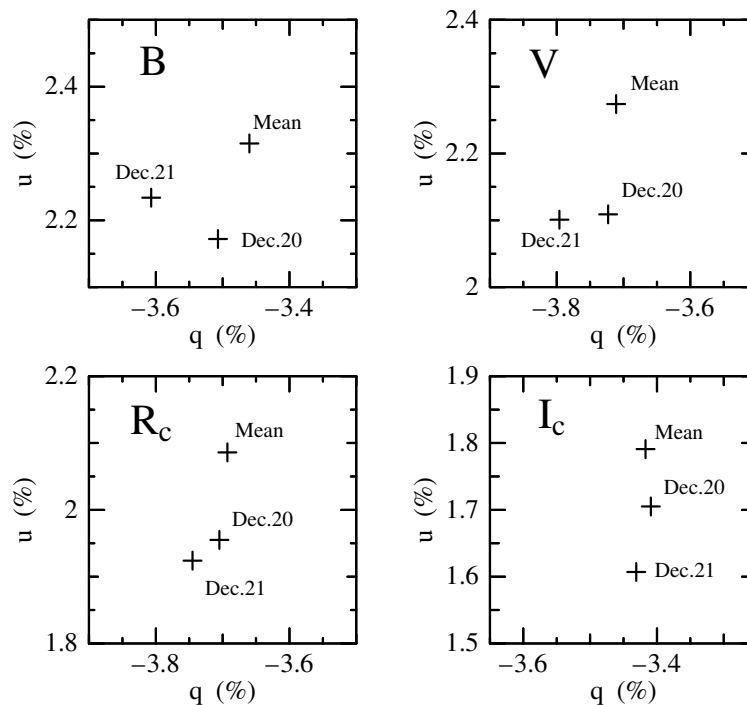 B
2.4
2.2
u (%)
Mean
Dec.21
Dec.20
−3.6
−3.4
q (%)
V
2.4
2.2
2
u (%)
Mean
Dec.20
Dec.21
−3.8
−3.6
q (%)
R_c
2.2
2
1.8
u (%)
Mean
Dec.20
Dec.21
−3.8
−3.6
q (%)
I_c
1.9
1.8
1.7
1.6
1.5
u (%)
Mean
Dec.20
Dec.21
−3.6
−3.4
q (%)